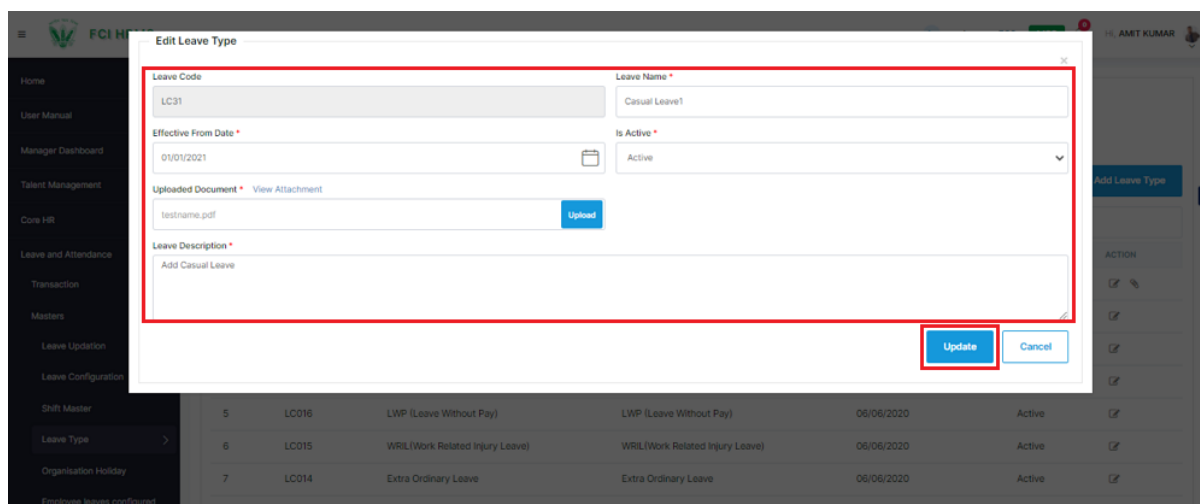 FCI
Hi, AMIT KUMAR
Edit Leave Type
×
Home
Leave Code
Leave Name *
LC31
Casual Leave1
User Manual
Effective From Date *
Is Active *
Manager Dashboard
01/01/2021
Active
Talent Management
Add Leave Type
Uploaded Document * View Attachment
testname.pdf
Upload
Core HR
Leave Description *
Leave and Attendance
ACTION
Add Casual Leave
Transaction
Masters
Leave Updation
Update
Cancel
Leave Configuration
Shift Master
5 LC016 LWP (Leave Without Pay) LWP (Leave Without Pay) 06/06/2020 Active
Leave Type
6 LC015 WRIL(Work Related Injury Leave) WRIL(Work Related Injury Leave) 06/06/2020 Active
Organisation Holiday
7 LC014 Extra Ordinary Leave Extra Ordinary Leave 06/06/2020 Active
Employee leaves configured